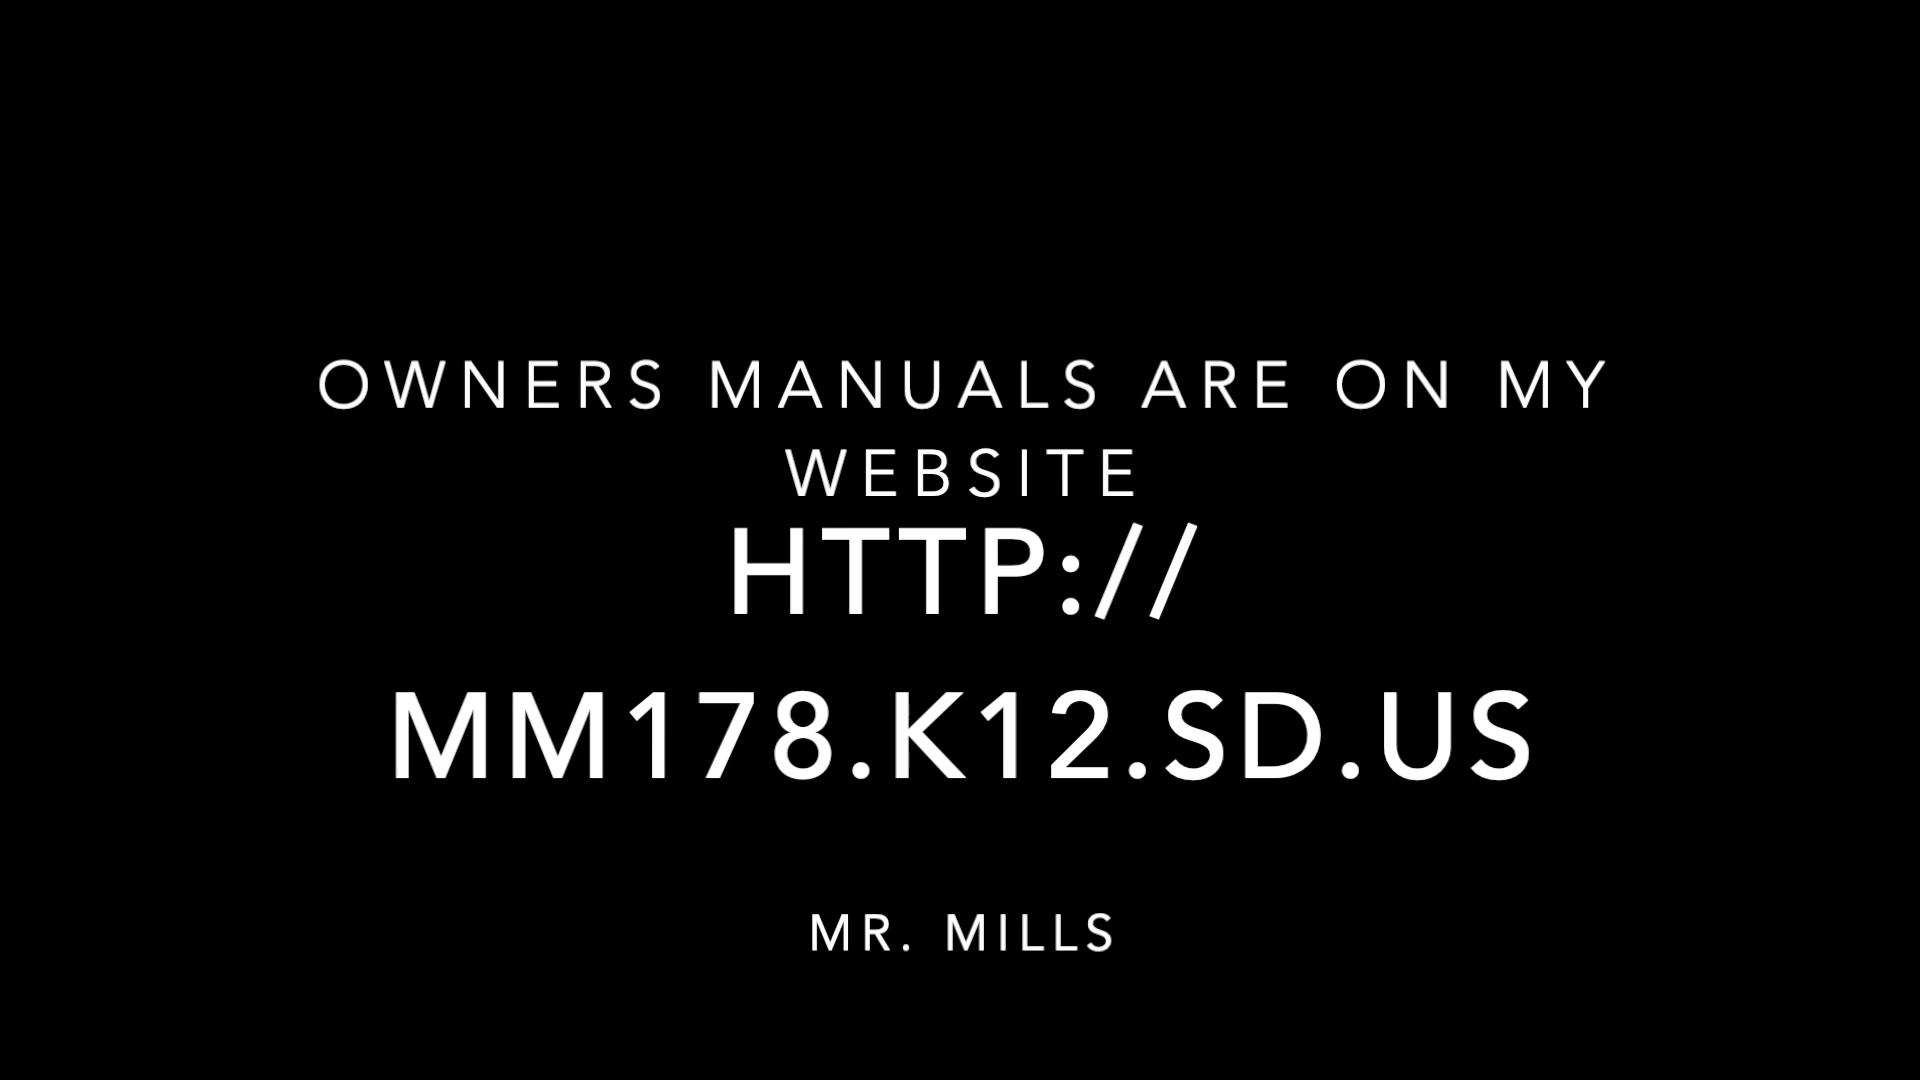 OWNERS MANUALS ARE ON MY
WEBSITE
HTTP://
MM178.K12.SD.US
MR. MILLS